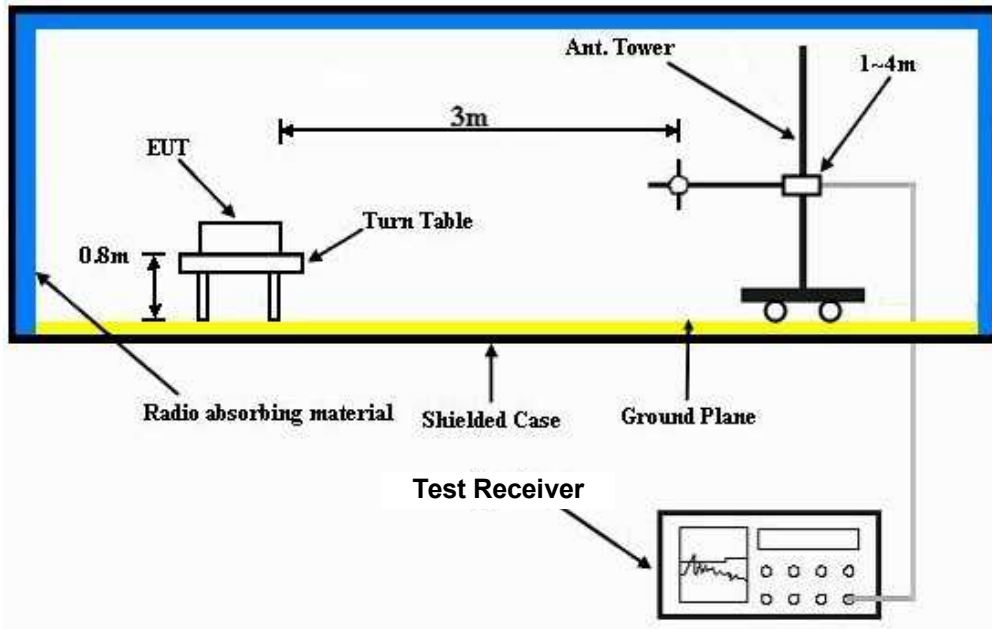 Ant. Tower
1~4m
3m
EUT
Turn Table
0.8m
Radio absorbing material
Shielded Case
Ground Plane
Test Receiver